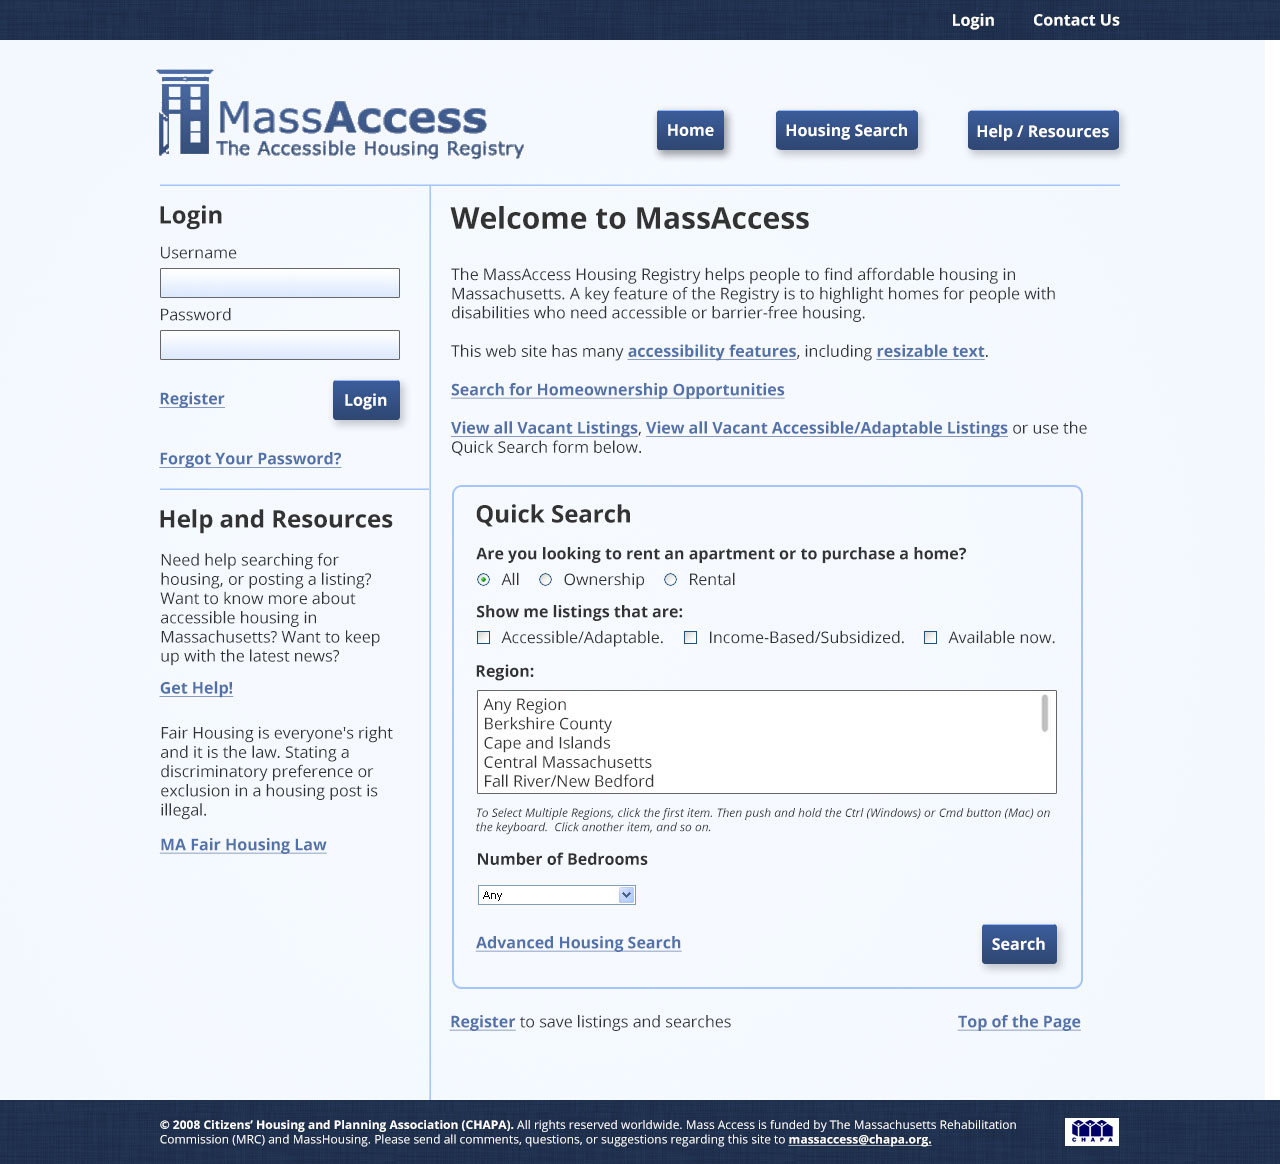 Login Contact Us
MassAccess
The Accessible Housing Registry
Home Housing Search Help / Resources
Login
Username
Password
Register Login
Forgot Your Password?
Help and Resources
Need help searching for
housing, or posting a listing?
Want to know more about
accessible housing in
Massachusetts? Want to keep
up with the latest news?
Get Help!
Fair Housing is everyone's right
and it is the law. Stating a
discriminatory preference or
exclusion in a housing post is
illegal.
MA Fair Housing Law
Welcome to MassAccess
The MassAccess Housing Registry helps people to find affordable housing in
Massachusetts. A key feature of the Registry is to highlight homes for people with
disabilities who need accessible or barrier-free housing.
This web site has many accessibility features, including resizable text.
Search for Homeownership Opportunities
View all Vacant Listings, View all Vacant Accessible/Adaptable Listings or use the
Quick Search form below.
Quick Search
Are you looking to rent an apartment or to purchase a home?
All Ownership Rental
Show me listings that are:
Accessible/Adaptable. Income-Based/Subsidized. Available now.
Region:
Any Region
Berkshire County
Cape and Islands
Central Massachusetts
Fall River/New Bedford
To Select Multiple Regions, click the first item. Then push and hold the Ctrl (Windows) or Cmd button (Mac) on
the keyboard. Click another item, and so on.
Number of Bedrooms
Any
Advanced Housing Search Search
Register to save listings and searches Top of the Page
© 2008 Citizens’ Housing and Planning Association (CHAPA). All rights reserved worldwide. Mass Access is funded by The Massachusetts Rehabilitation
Commission (MRC) and MassHousing. Please send all comments, questions, or suggestions regarding this site to massaccess@chapa.org.
CHAPA